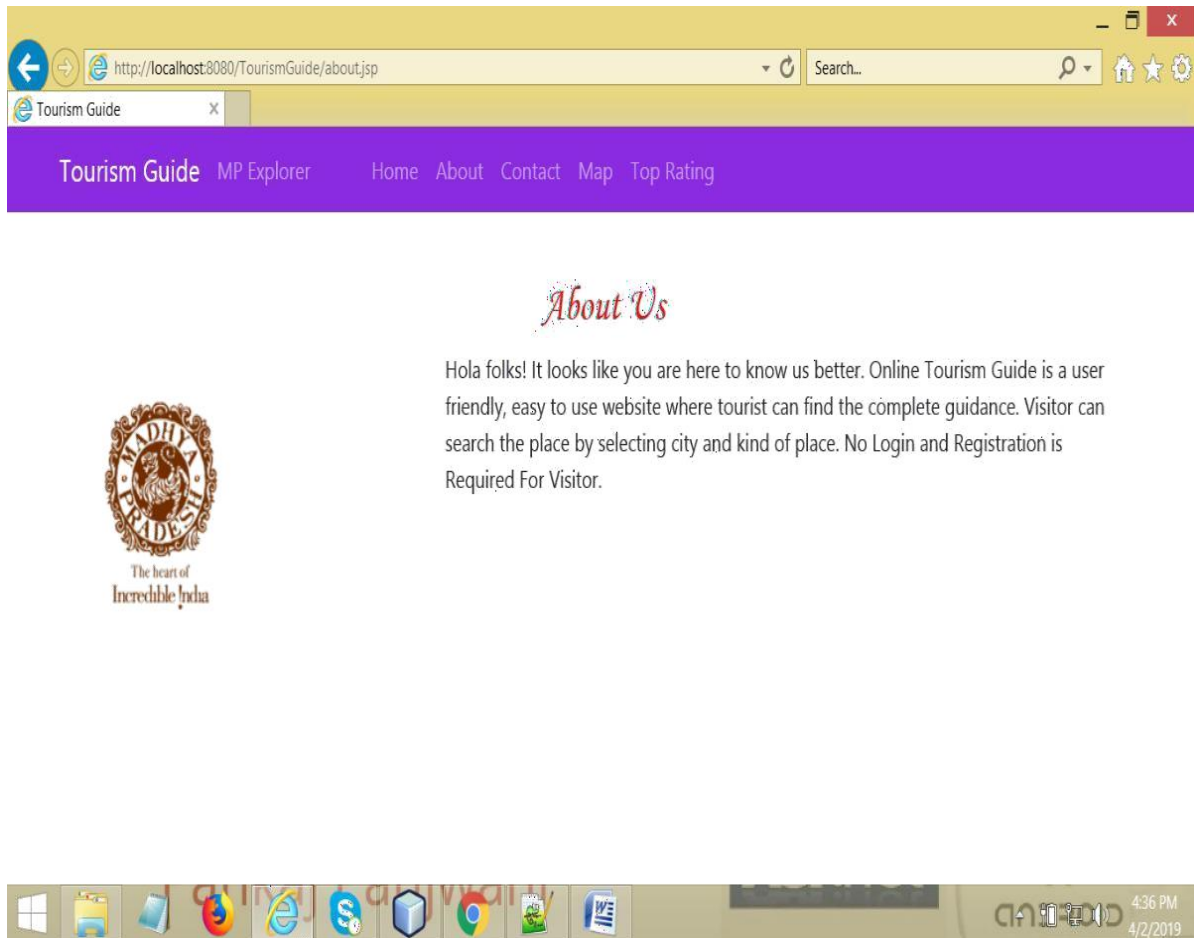 x
http://localhost:8080/TourismGuide/about.jsp
Search...
Tourism Guide x
Tourism Guide MP Explorer Home About Contact Map Top Rating
About Us
Hola folks! It looks like you are here to know us better. Online Tourism Guide is a user
friendly, easy to use website where tourist can find the complete guidance. Visitor can
search the place by selecting city and kind of place. No Login and Registration is
Required For Visitor.
MADHYA
PRADESH
The heart of
Incredible !ndia
4:36 PM
4/2/2019